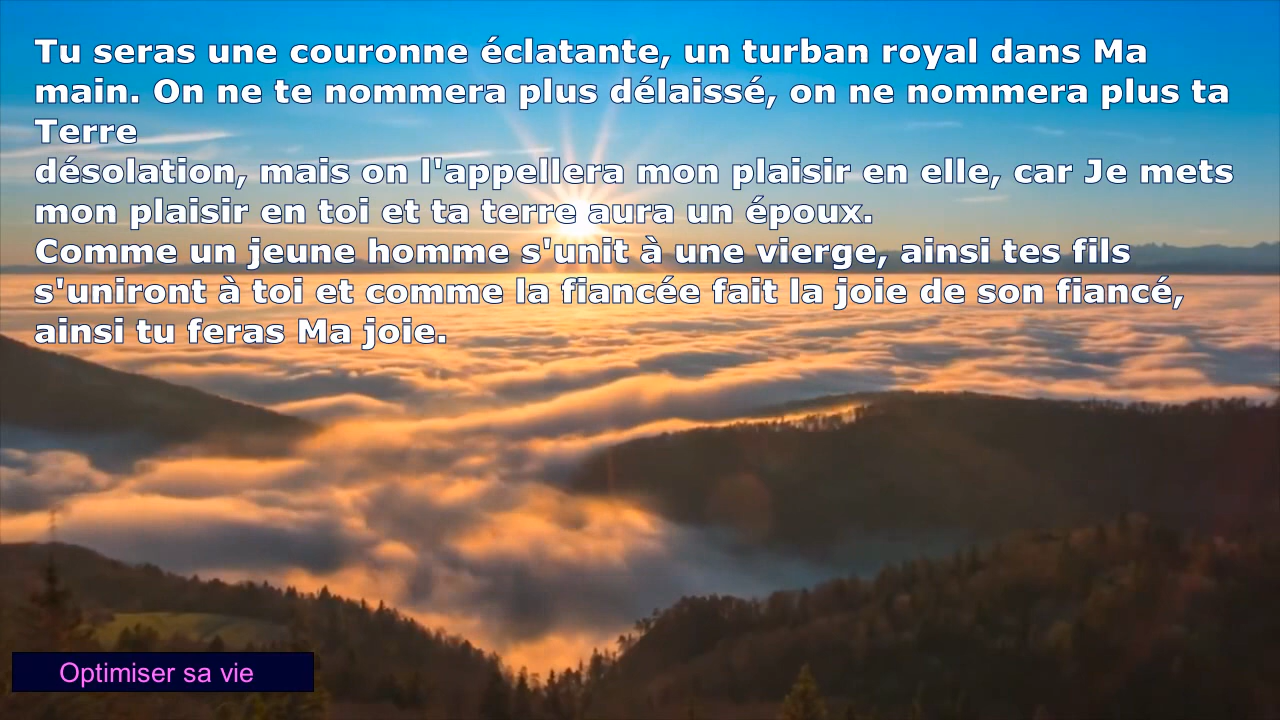 Tu seras une couronne éclatante, un turban royal dans Ma
main. On ne te nommera plus délaissé, on ne nommera plus ta
Terre
désolation, mais on l'appellera mon plaisir en elle, car Je mets
mon plaisir en toi et ta terre aura un époux.
Comme un jeune homme s'unit à une vierge, ainsi tes fils
s'uniront à toi et comme la fiancée fait la joie de son fiancé,
ainsi tu feras Ma joie.
Optimiser sa vie